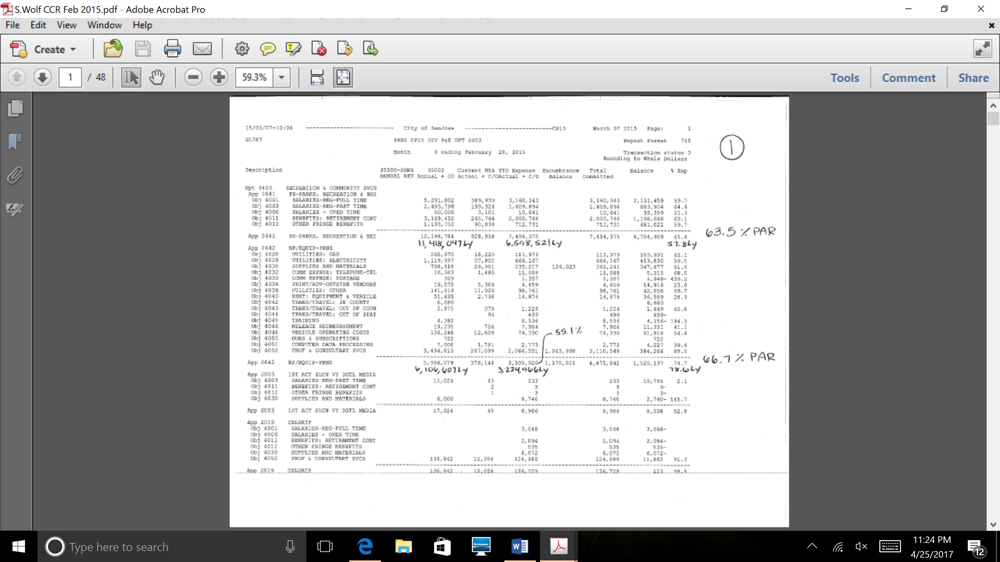 S.Wolf CCR Feb 2015.pdf - Adobe Acrobat Pro
File Edit View Window Help
Create
1 / 48 59.3% Tools Comment Share
15/03/07-10:06 City of SanJose CP15 March 07 2015 Page: 1
GL787 PRNS CP15 DIV R&E DPT 6403 Report Format 715
1
Month 8 ending February 28, 2015 Transaction status 3
Rounding to Whole Dollars
Description 35500-PRNS 35002 Current Mth YTD Expense Encumbrance Total Balance % Exp
ANNUAL REV Annual + CO Actual + C/OActual + C/O Balance Committed
Dpt 6403 RECREATION & COMMUNITY SVCS
App 0641 PS-PARKS, RECREATION & NEI
Obj 4001 SALARIES-REG-FULL TIME 5,291,802 389,930 3,160,343 3,160,343 2,131,459 59.7
Obj 4003 SALARIES-REG-PART TIME 2,493,798 199,324 1,609,894 1,609,894 883,904 64.6
Obj 4006 SALARIES - OVER TIME 50,000 3,101 10,641 10,641 39,359 21.3
Obj 4011 BENEFITS: RETIREMENT CONT 3,169,432 245,764 2,000,766 2,000,766 1,168,666 63.1
Obj 4012 OTHER FRINGE BENEFITS 1,193,752 90,838 712,731 712,731 481,021 59.7
63.5 % PAR
App 0641 PS-PARKS, RECREATION & NEI 12,198,784 928,958 7,494,375 7,494,375 4,704,409 61.4
11,418,047 Ly 6,598,521 Ly 57.8 Ly
App 0642 NP/EQUIP-PRNS
Obj 4028 UTILITIES: GAS 265,970 18,220 111,979 111,979 153,991 42.1
Obj 4029 UTILITIES: ELECTRICITY 1,119,997 27,802 666,167 666,167 453,830 59.5
Obj 4030 SUPPLIES AND MATERIALS 708,918 29,901 235,217 126,023 361,241 347,677 51.0
Obj 4032 COMM EXPNSE: TELEPHNE-TEL 16,303 1,480 11,088 11,088 5,215 68.0
Obj 4033 COMM EXPNSE: POSTAGE 309 1,357 1,357 1,048- 439.2
Obj 4034 PRINT/ADV-OUTSIDE VENDORS 19,575 5,306 4,659 4,659 14,916 23.8
Obj 4036 UTILITIES: OTHER 141,619 11,026 98,761 98,761 42,858 69.7
Obj 4040 RENT: EQUIPMENT & VEHICLE 51,435 2,738 14,876 14,876 36,559 28.9
Obj 4042 TRANS/TRAVEL: IN COUNTY 6,680 6,680
Obj 4043 TRANS/TRAVEL: OUT OF COUN 2,875 379 1,226 1,226 1,649 42.6
Obj 4044 TRANS/TRAVEL: OUT OF STAT 94 499 499 499-
Obj 4045 TRAINING 4,380 8,536 8,536 4,156- 194.9
Obj 4046 MILEAGE REIMBURSEMENT 19,235 704 7,904 7,904 11,331 41.1
Obj 4048 VEHICLE OPERATING COSTS 136,248 12,609 74,330 55.1% 74,330 61,918 54.6
Obj 4050 DUES & SUBSCRIPTIONS 722 722
Obj 4051 COMPUTER DATA PROCESSING 7,000 1,791 2,773 2,773 4,227 39.6
Obj 4052 PROF & CONSULTANT SVCS 3,494,813 267,099 2,066,551 1,043,998 3,110,549 384,264 89.0
66.7 % PAR
App 0642 NP/EQUIP-PRNS 5,996,079 379,148 3,305,920 1,170,021 4,475,942 1,520,137 74.7
6,106,607 Ly 3,224,966 Ly 78.6 Ly
App 2003 1ST ACT SLCN VY DGTL MEDIA
Obj 4003 SALARIES-REG-PART TIME 11,024 43 233 233 10,791 2.1
Obj 4011 BENEFITS: RETIREMENT CONT 2 9 9 9-
Obj 4012 OTHER FRINGE BENEFITS 1 3 3 3-
Obj 4030 SUPPLIES AND MATERIALS 6,000 8,740 8,740 2,740- 145.7
App 2003 1ST ACT SLCN VY DGTL MEDIA 17,024 45 8,986 8,986 8,038 52.8
App 2019 CALGRIP
Obj 4001 SALARIES-REG-FULL TIME 3,048 3,048 3,048-
Obj 4006 SALARIES - OVER TIME
Obj 4011 BENEFITS: RETIREMENT CONT 2,094 2,094 2,094-
Obj 4012 OTHER FRINGE BENEFITS 535 535 535-
Obj 4030 SUPPLIES AND MATERIALS 6,072 6,072 6,072-
Obj 4052 PROF & CONSULTANT SVCS 136,842 12,058 124,980 124,980 11,862 91.3
App 2019 CALGRIP 136,842 12,058 136,729 136,729 113 99.9
Type here to search
lenovo
11:24 PM
4/25/2017
12